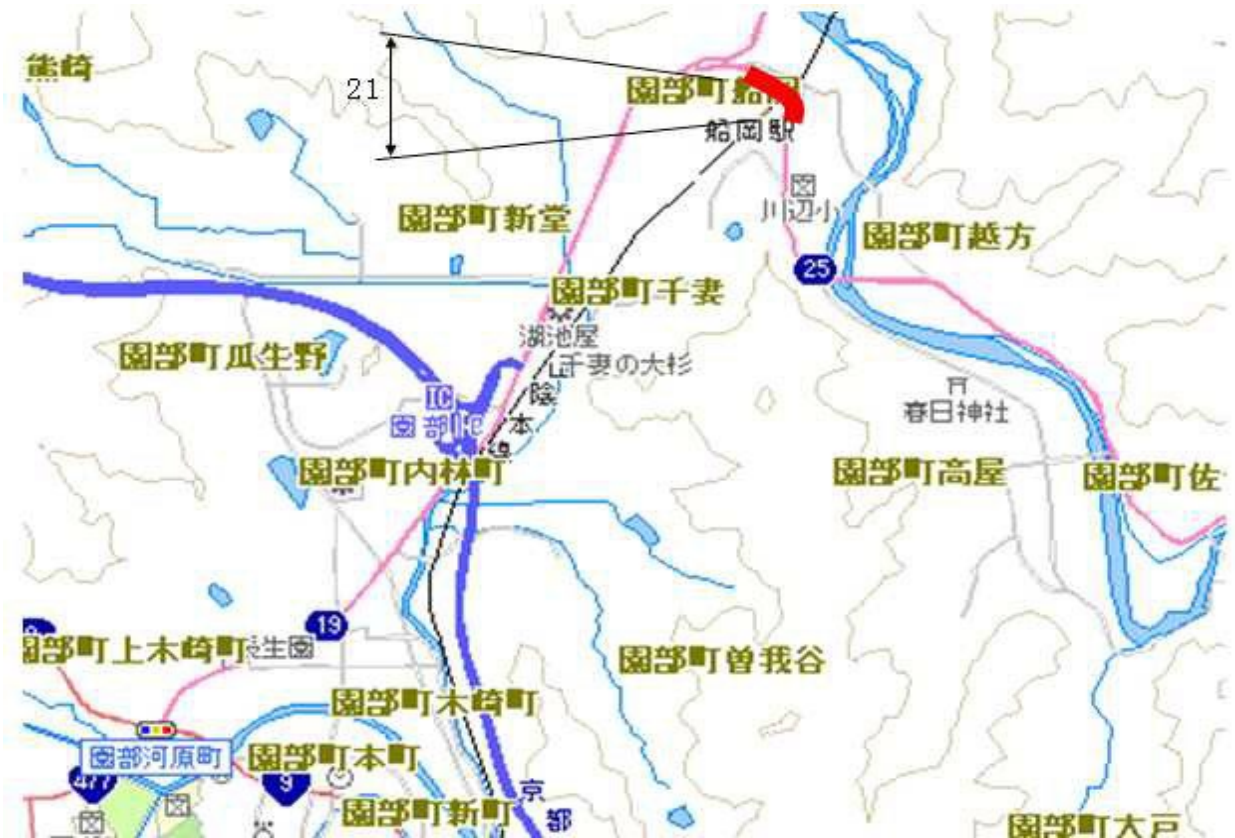 熊崎
21
園部町船岡
船岡駅
川辺小
園部町新堂
園部町越方
25
園部町千妻
湖池屋
千妻の大杉
園部町瓜生野
山陰本線
IC
園部IC
春日神社
園部町内林町
園部町高屋
園部町佐
19
園部町上木崎町
長生園
園部町曽我谷
園部町木崎町
園部河原町
園部町本町
477
9
園部町新町
京都
園部町大戸